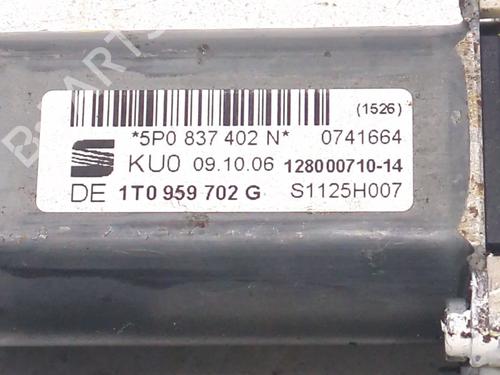 (1526)
*5P0 837 402 N* 0741664
KU0 09.10.06 128000710-14
DE 1T0 959 702 G S1125H007